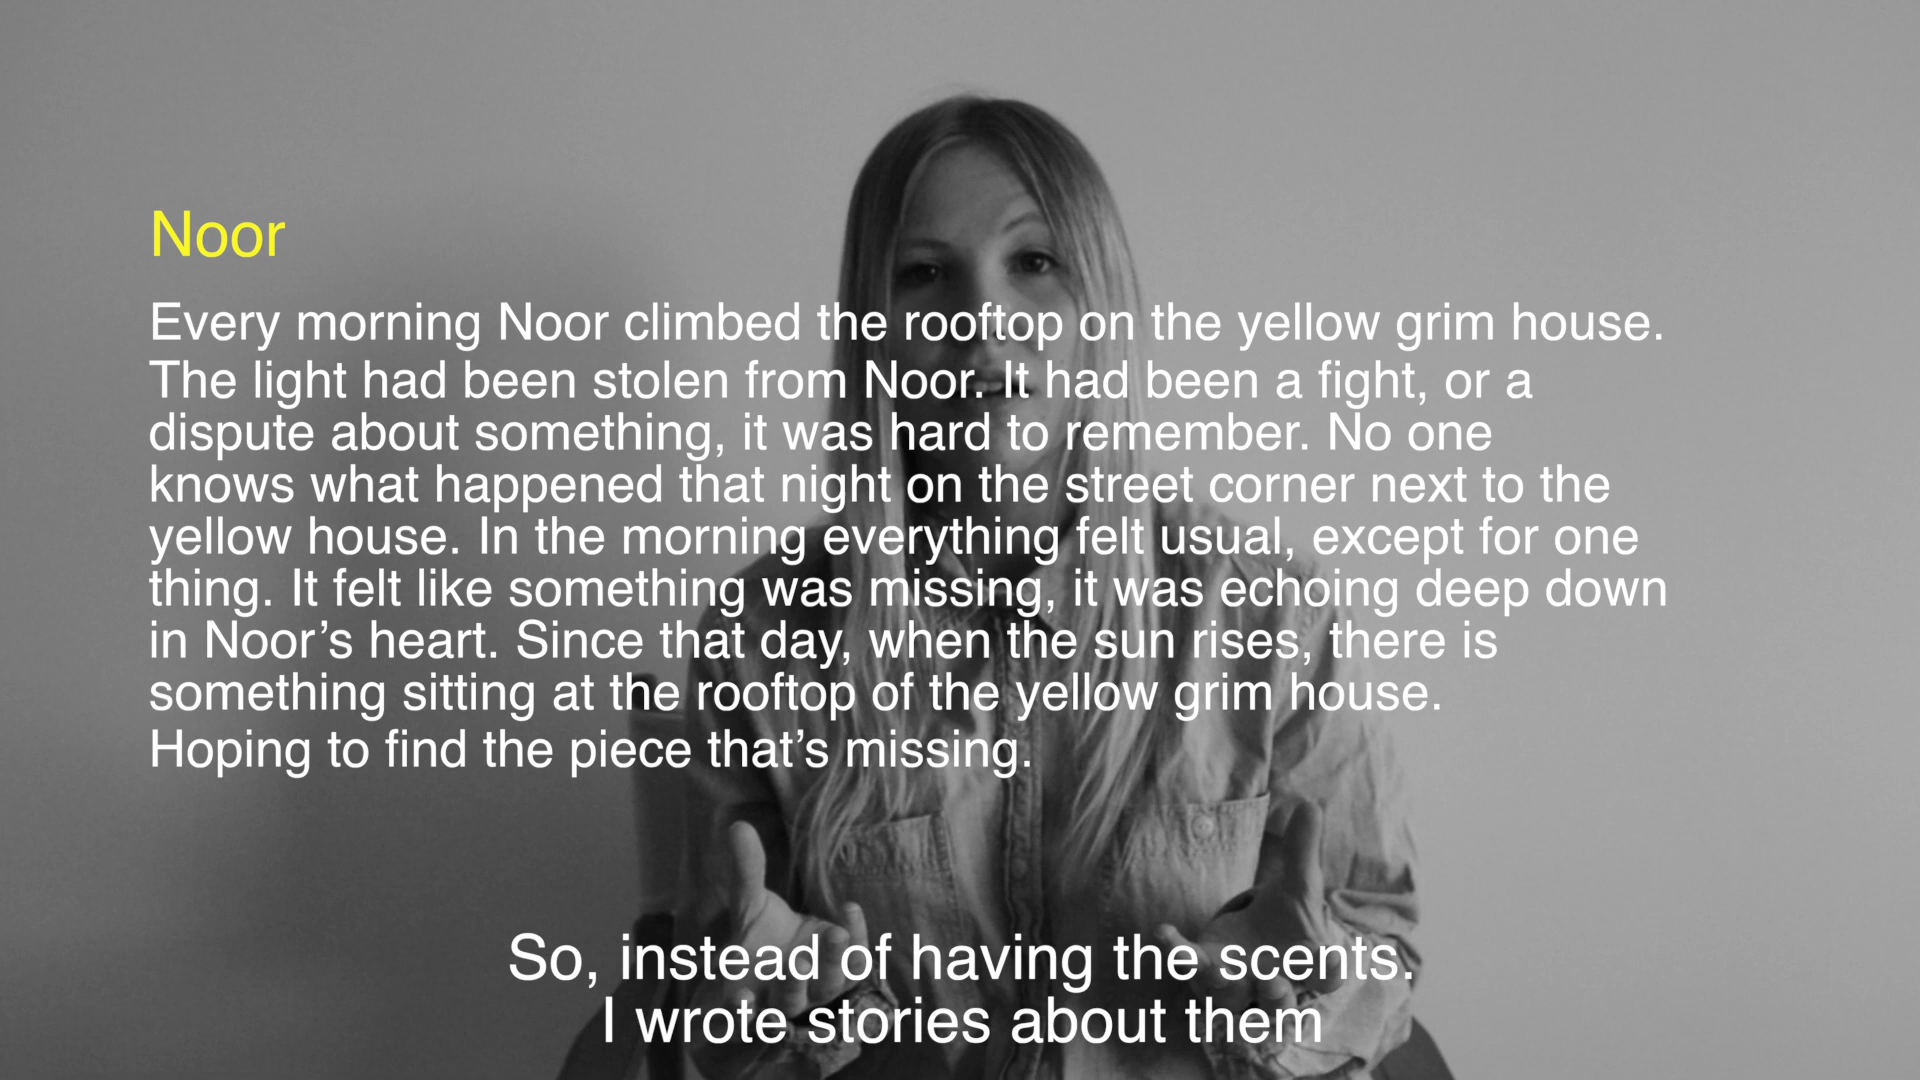 Noor
Every morning Noor climbed the rooftop on the yellow grim house.
The light had been stolen from Noor. It had been a fight, or a
dispute about something, it was hard to remember. No one
knows what happened that night on the street corner next to the
yellow house. In the morning everything felt usual, except for one
thing. It felt like something was missing, it was echoing deep down
in Noor’s heart. Since that day, when the sun rises, there is
something sitting at the rooftop of the yellow grim house.
Hoping to find the piece that’s missing.
So, instead of having the scents.
I wrote stories about them